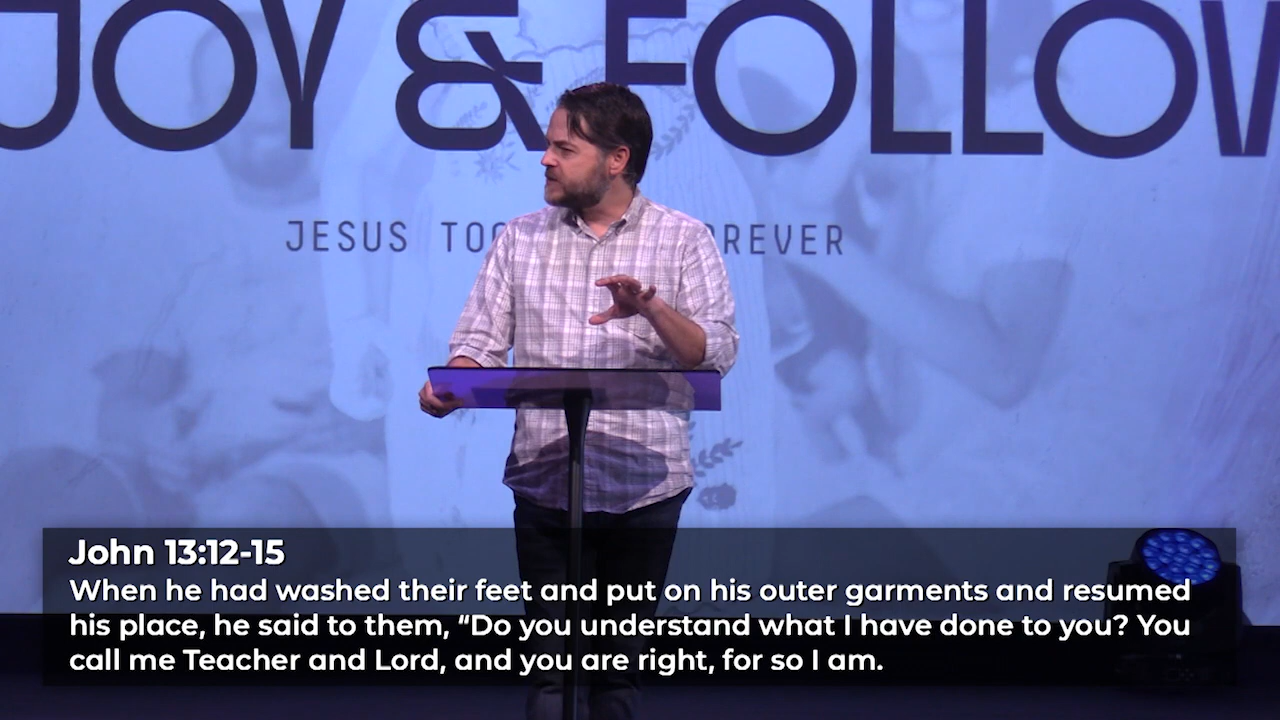 JOY & FOLLOW
JESUS
John 13:12-15
When he had washed their feet and put on his outer garments and resumed
his place, he said to them, “Do you understand what I have done to you? You
call me Teacher and Lord, and you are right, for so I am.